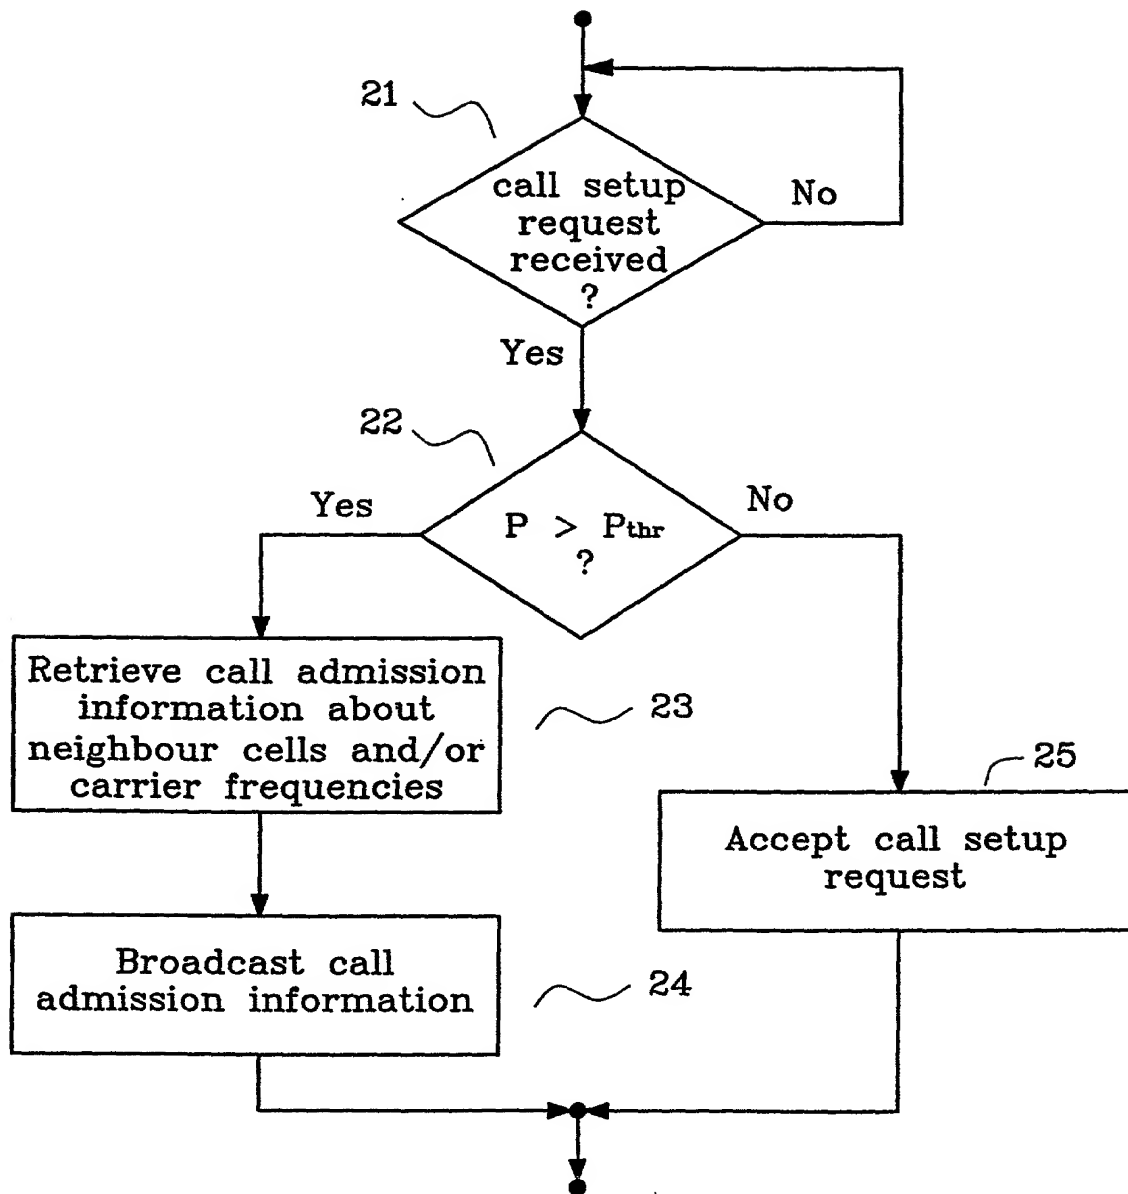 21
call setup
request
received
?
No
Yes
22
Yes
P > Pthr
?
No
Retrieve call admission
information about
neighbour cells and/or
carrier frequencies
23
25
Accept call setup
request
Broadcast call
admission information
24